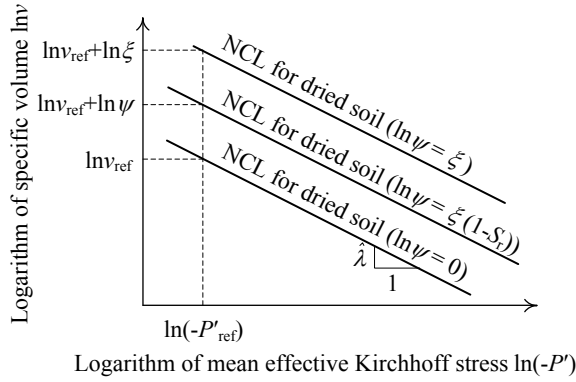 Logarithm of specific volume lnv
lnv_ref+lnξ
lnv_ref+lnψ
lnv_ref
NCL for dried soil (lnψ = ξ)
NCL for dried soil (lnψ = ξ (1-S_r))
NCL for dried soil (lnψ = 0)
λ̂
1
ln(-P'_ref)
Logarithm of mean effective Kirchhoff stress ln(-P')